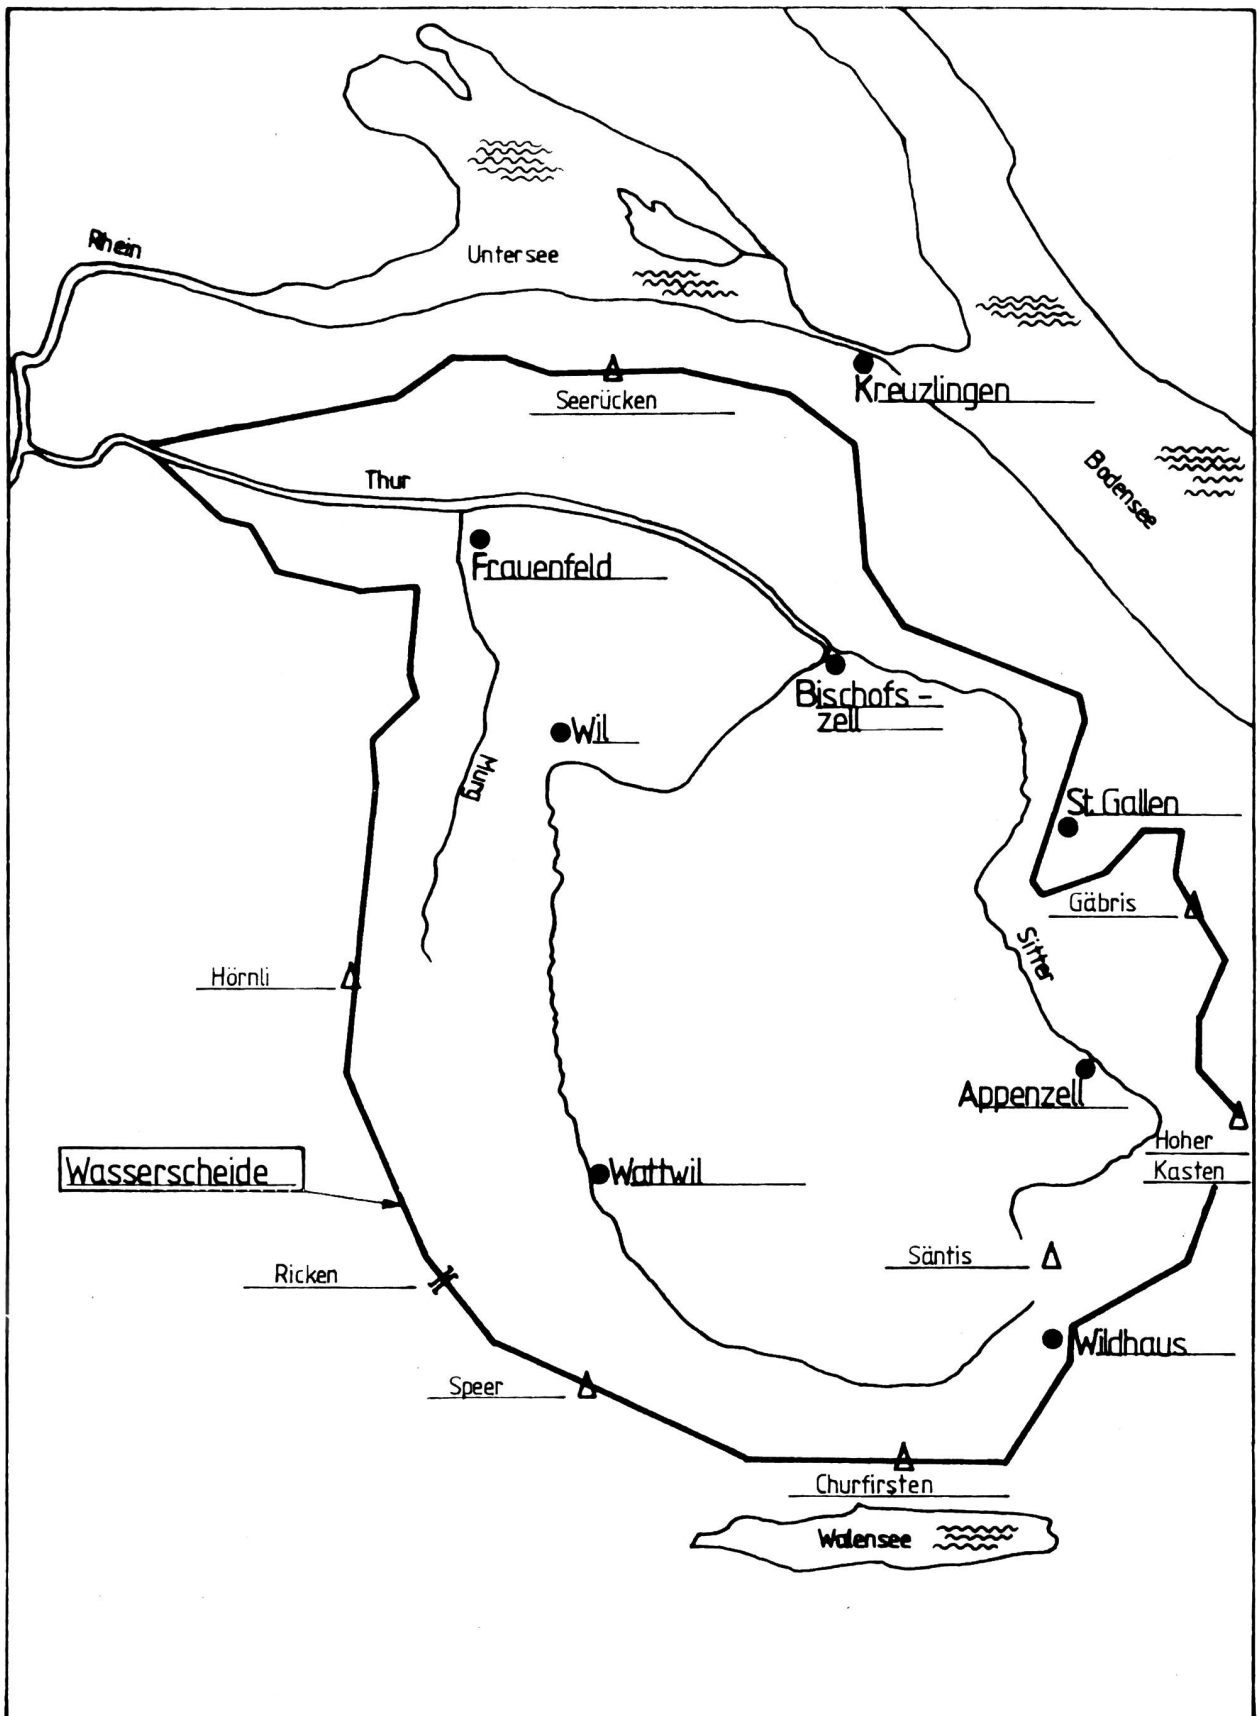 Rhein
Untersee
Seerücken
Kreuzlingen
Bodensee
Thur
Frauenfeld
Bischofs-
zell
Wil
Murg
St. Gallen
Gäbris
Sitter
Hörnli
Appenzell
Hoher
Kasten
Wasserscheide
Wattwil
Säntis
Ricken
Wildhaus
Speer
Churfirsten
Walensee